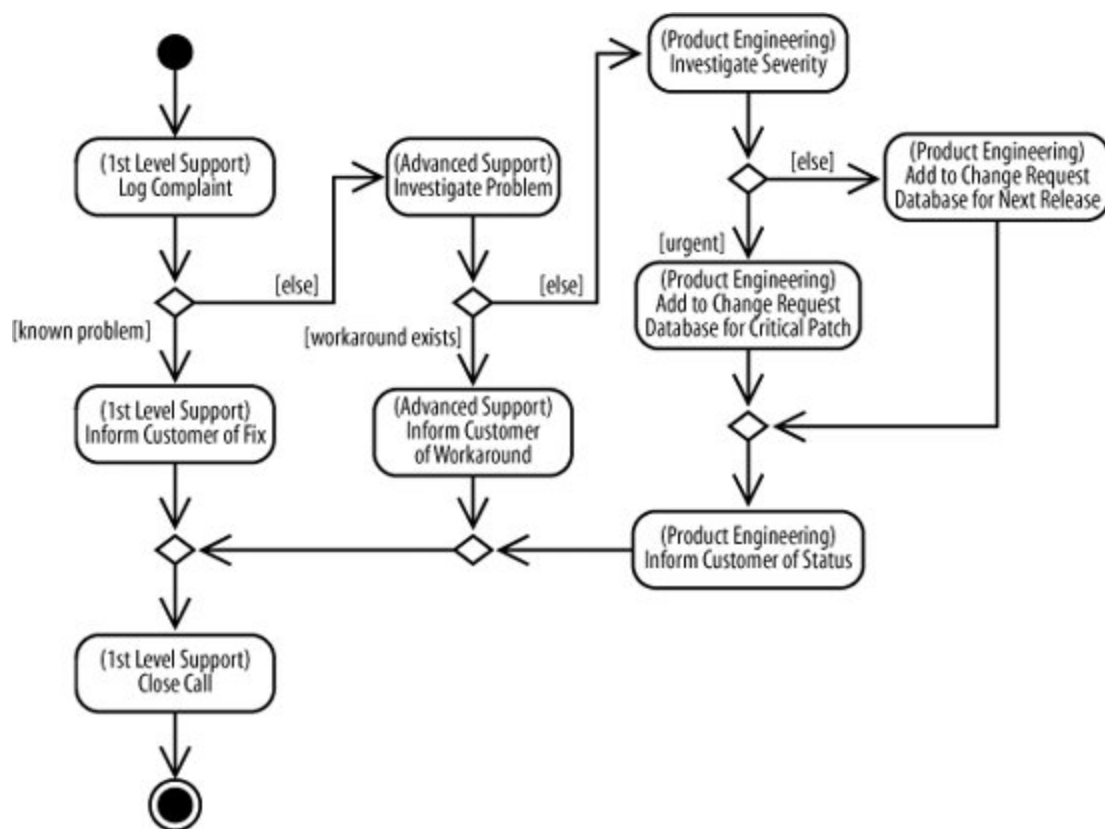 (Product Engineering)
Investigate Severity
(1st Level Support)
Log Complaint
(Advanced Support)
Investigate Problem
[else]
(Product Engineering)
Add to Change Request
Database for Next Release
[urgent]
[else]
[else]
(Product Engineering)
Add to Change Request
Database for Critical Patch
[known problem]
[workaround exists]
(1st Level Support)
Inform Customer of Fix
(Advanced Support)
Inform Customer
of Workaround
(Product Engineering)
Inform Customer of Status
(1st Level Support)
Close Call